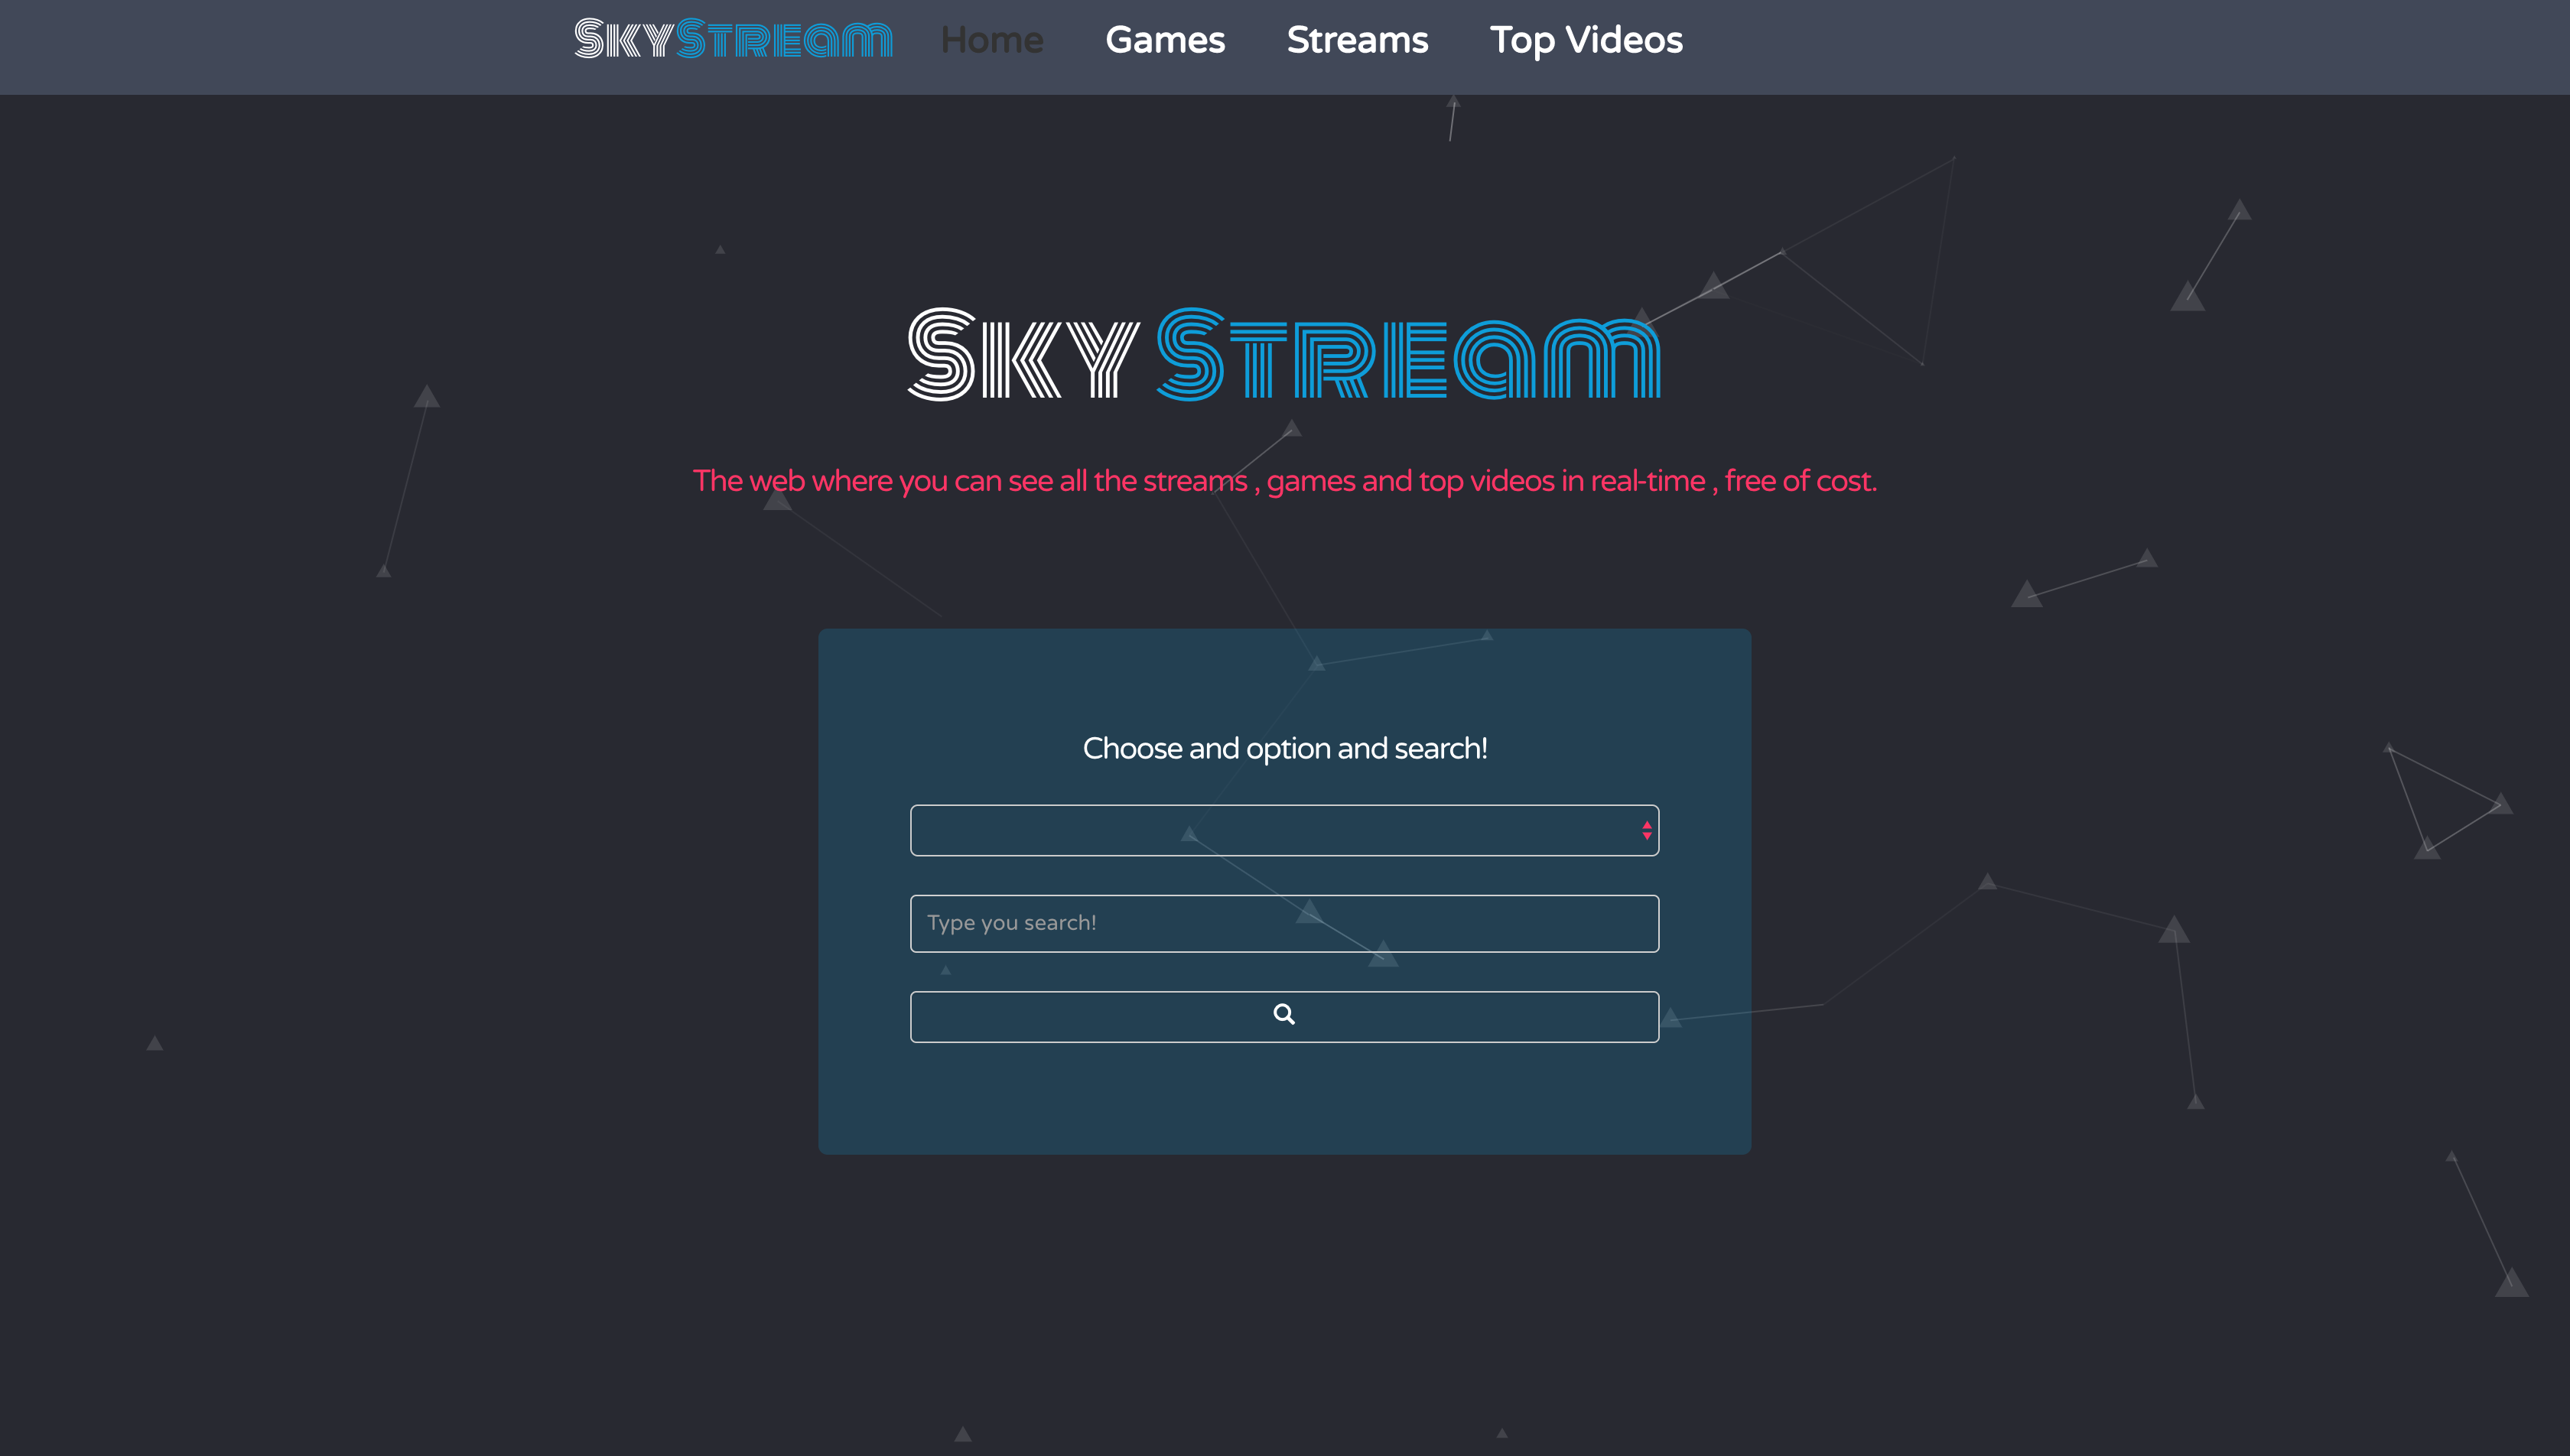 SkyStream Home Games Streams Top Videos
Sky Stream
The web where you can see all the streams , games and top videos in real-time , free of cost.
Choose and option and search!
Type you search!